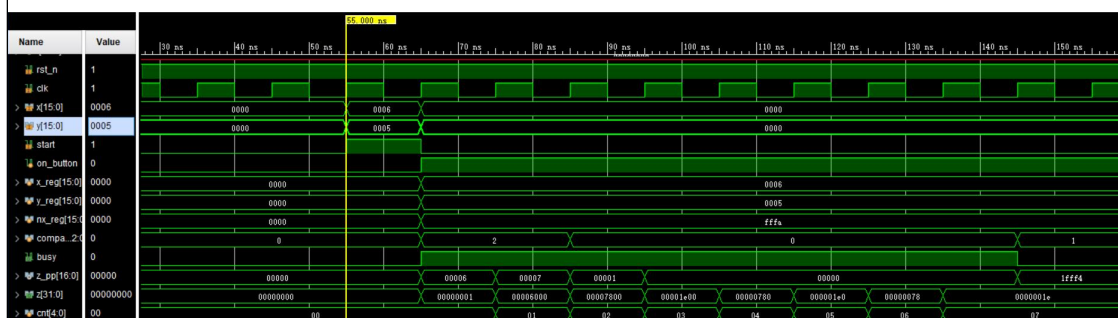 55.000 ns
Name Value 30 ns 40 ns 50 ns 60 ns 70 ns 80 ns 90 ns 100 ns 110 ns 120 ns 130 ns 140 ns 150 ns
rst_n 1
clk 1
x[15:0] 0006 0000 0006 0000
y[15:0] 0005 0000 0005 0000
start 1
on_button 0
x_reg[15:0] 0000 0000 0006
y_reg[15:0] 0000 0000 0005
nx_reg[15:0 0000 0000 fffa
compa...2:0 0 0 2 0 1
busy 0
z_pp[16:0] 00000 00000 00006 00007 00001 00000 1fff4
z[31:0] 00000000 00000000 00000001 00006000 00007800 00001e00 00000780 000001e0 00000078 0000001e
cnt[4:0] 00 00 01 02 03 04 05 06 07